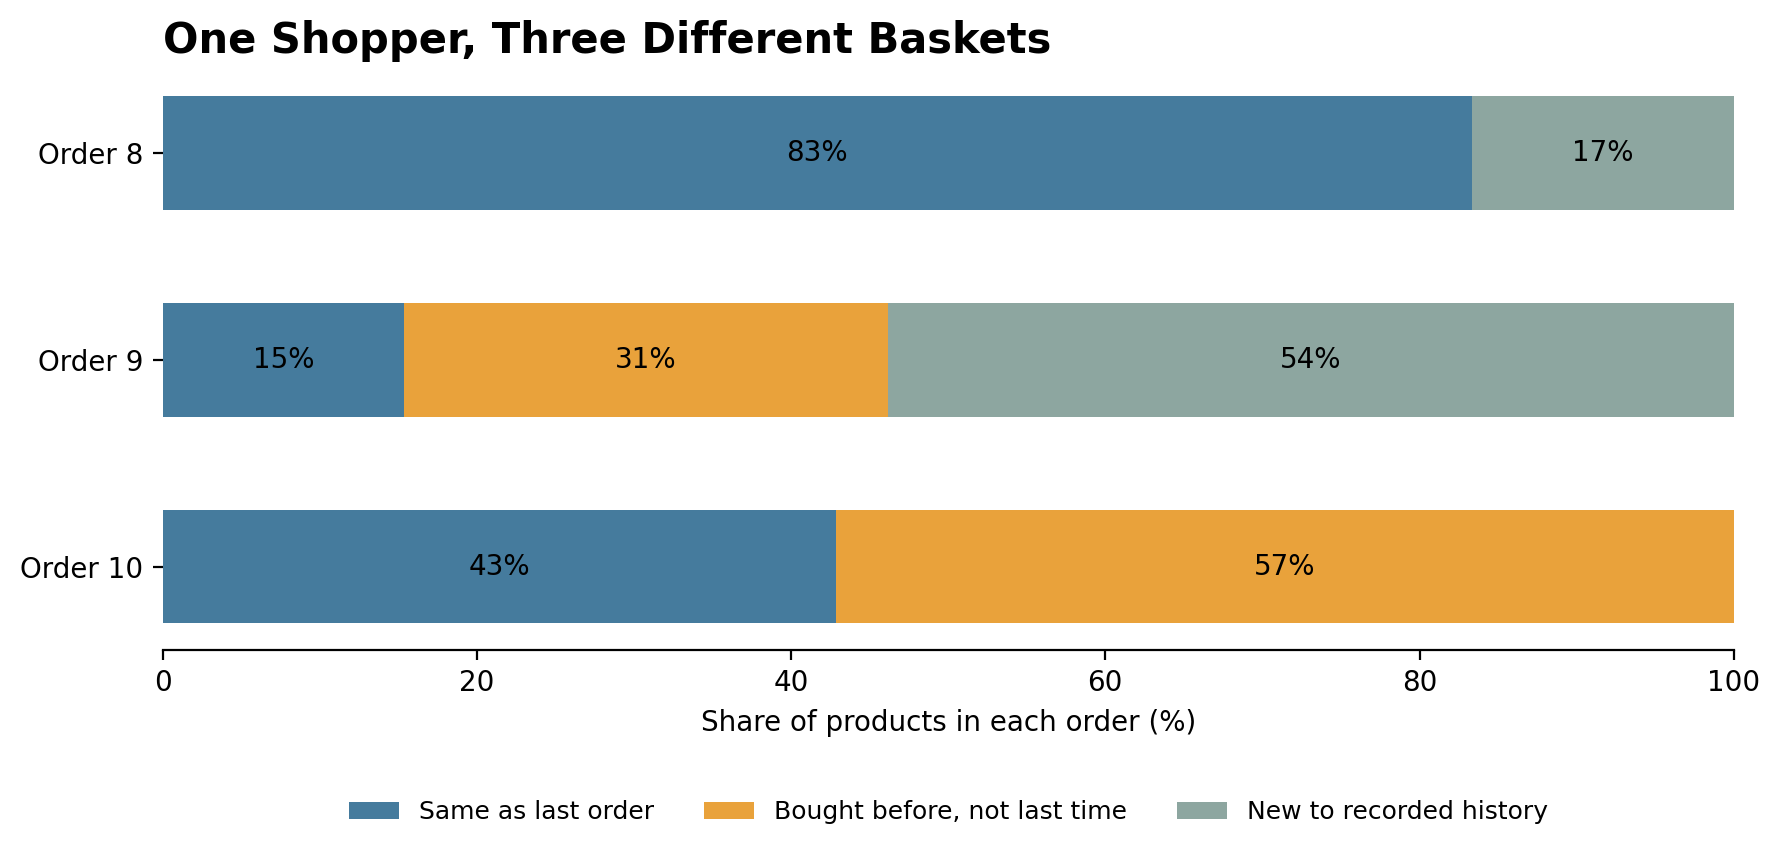 One Shopper, Three Different Baskets
Order 8
83%
17%
Order 9
15%
31%
54%
Order 10
43%
57%
0
20
40
60
80
100
Share of products in each order (%)
Same as last order
Bought before, not last time
New to recorded history